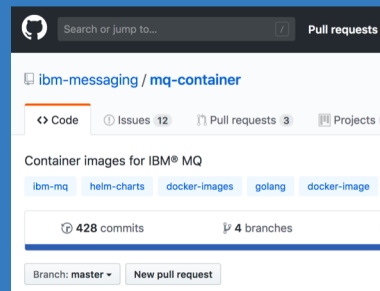 Search or jump to... / Pull requests
ibm-messaging / mq-container
<> Code Issues 12 Pull requests 3 Projects
Container images for IBM® MQ
ibm-mq helm-charts docker-images golang docker-image
428 commits 4 branches
Branch: master New pull request